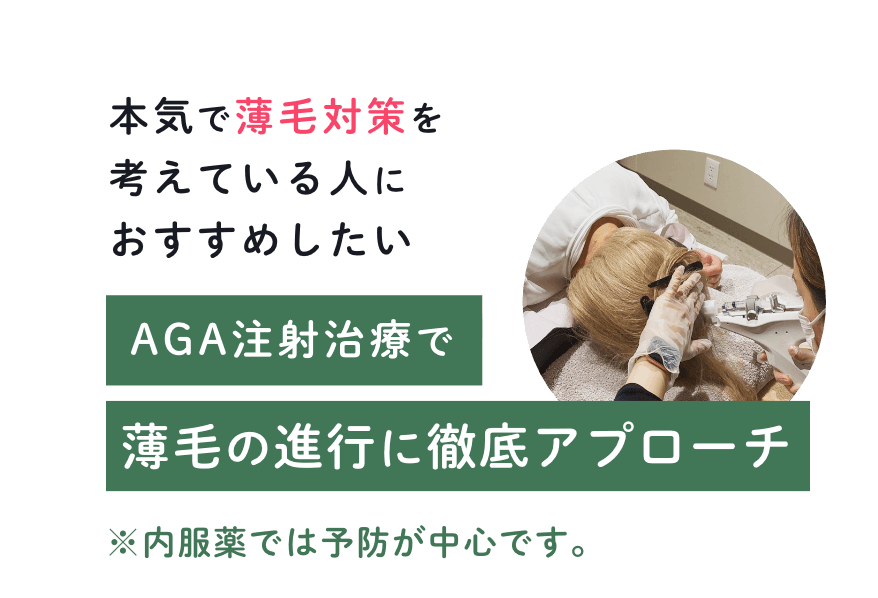 本気で薄毛対策を
考えている人に
おすすめしたい
AGA注射治療で
薄毛の進行に徹底アプローチ
※内服薬では予防が中心です。